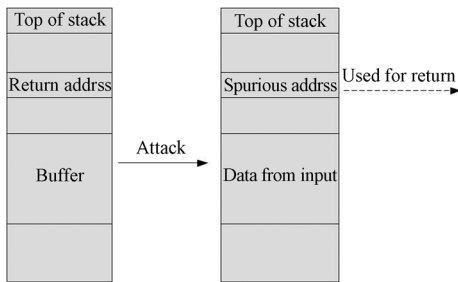 Top of stack
Return addrss
Buffer
Attack
Top of stack
Spurious addrss
Data from input
Used for return